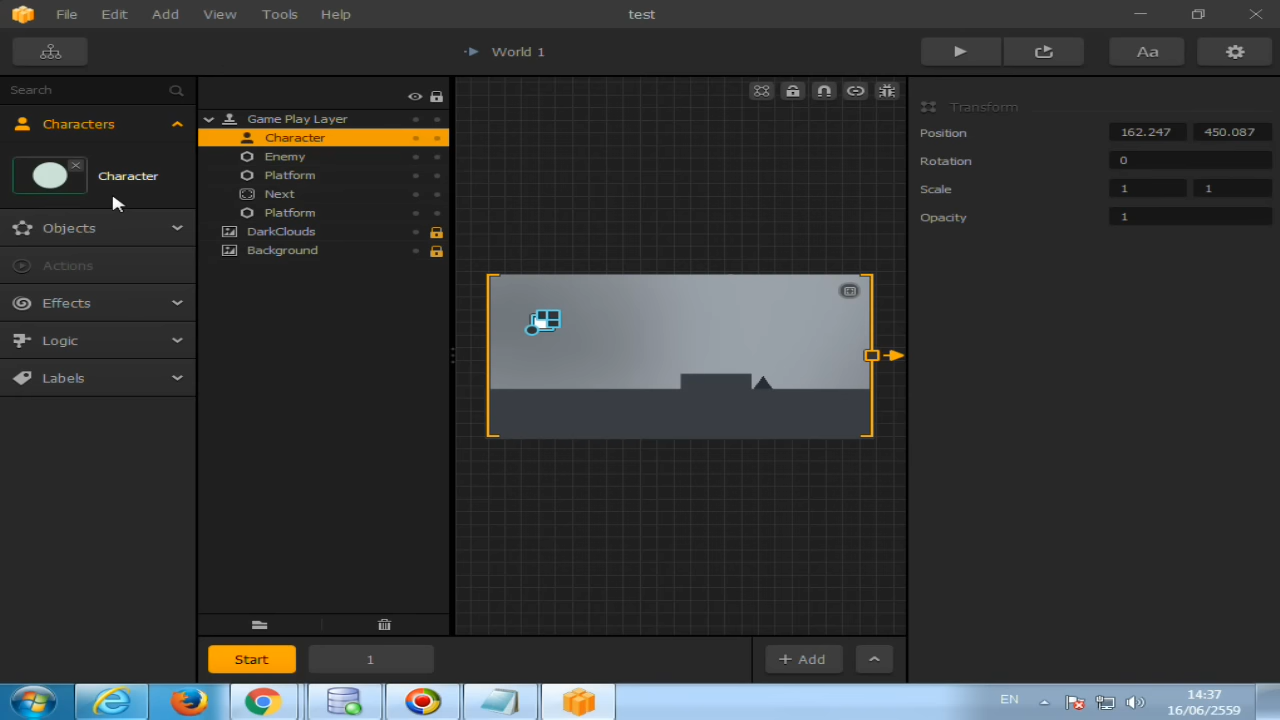 File Edit Add View Tools Help test
World 1 Aa
Search
Characters
Character
Objects
Actions
Effects
Logic
Labels
Game Play Layer
Character
Enemy
Platform
Next
Platform
DarkClouds
Background
Transform
Position 162.247 450.087
Rotation 0
Scale 1 1
Opacity 1
Start 1 + Add
EN 14:37
16/06/2559